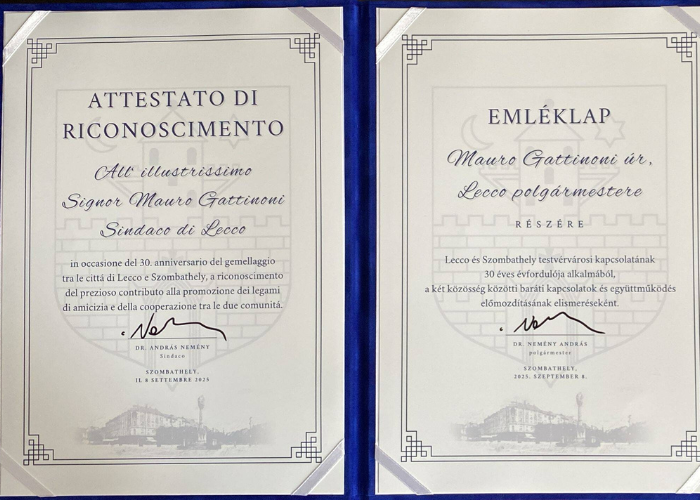 ATTESTATO DI
RICONOSCIMENTO
All' illustrissimo
Signor Mauro Gattinoni
Sindaco di Lecco
in occasione del 30. anniversario del gemellaggio
tra le città di Lecco e Szombathely, a riconoscimento
del prezioso contributo alla promozione dei legami
di amicizia e della cooperazione tra le due comunitá.
DR. ANDRÁS NEMÉNY
Sindaco
SZOMBATHELY,
IL 8 SETTEMBRE 2025
EMLÉKLAP
Mauro Gattinoni úr,
Lecco polgármestere
RÉSZÉRE
Lecco és Szombathely testvérvárosi kapcsolatának
30 éves évfordulója alkalmából,
a két közösség közötti baráti kapcsolatok és együttműködés
előmozdításának elismeréseként.
DR. NEMÉNY ANDRÁS
polgármester
SZOMBATHELY,
2025. SZEPTEMBER 8.